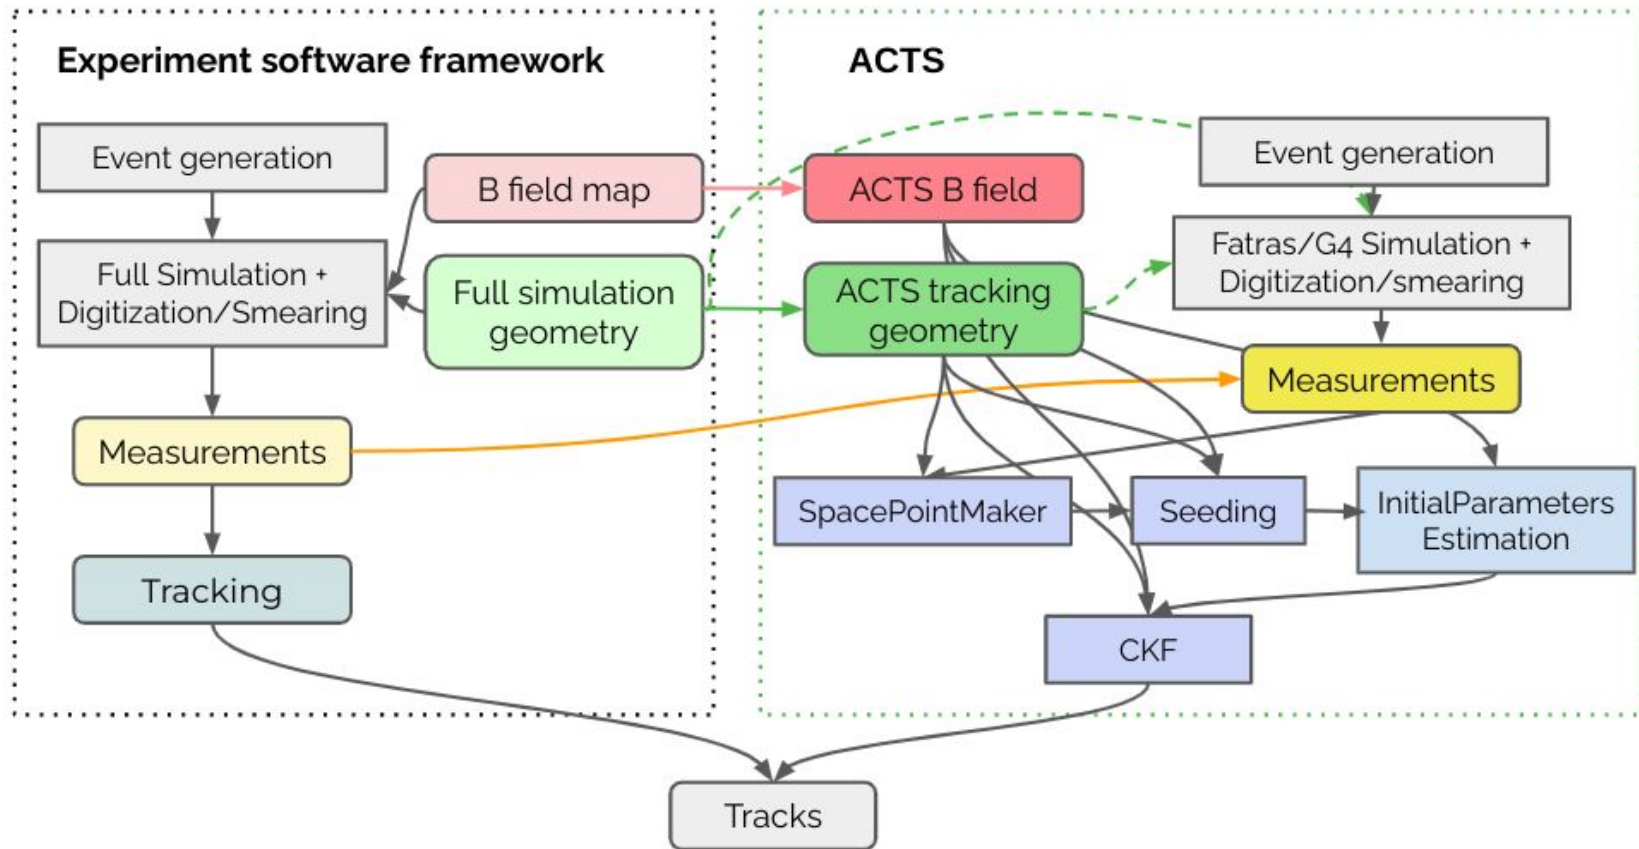 Experiment software framework
Event generation
Full Simulation +
Digitization/Smearing
B field map
Full simulation
geometry
Measurements
Tracking
ACTS
ACTS B field
ACTS tracking
geometry
Event generation
Fatras/G4 Simulation +
Digitization/smearing
Measurements
SpacePointMaker
Seeding
InitialParameters
Estimation
CKF
Tracks